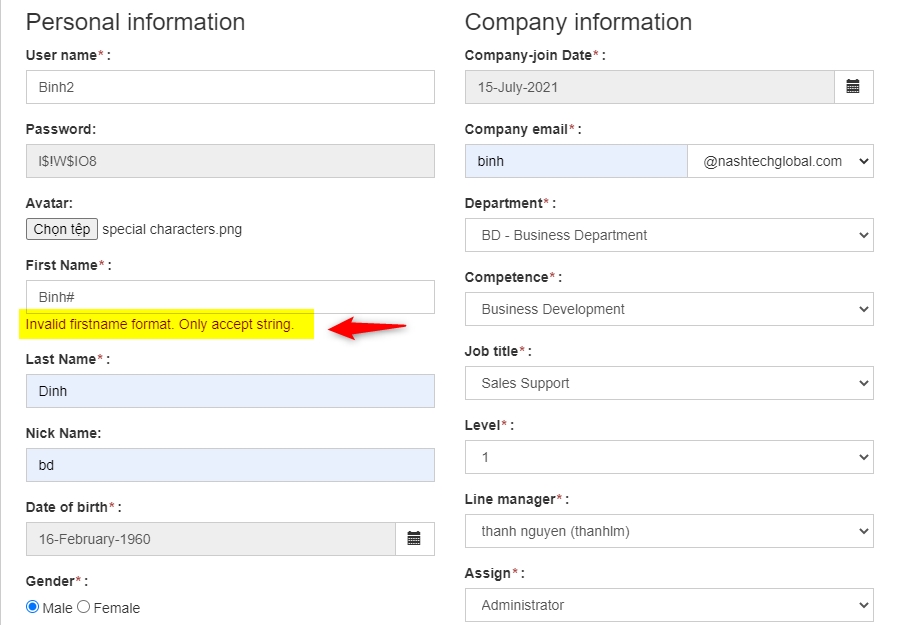 Personal information
User name* :
Binh2
Password:
I$!W$IO8
Avatar:
Chọn tệp special characters.png
First Name* :
Binh#
Invalid firstname format. Only accept string.
Last Name* :
Dinh
Nick Name:
bd
Date of birth* :
16-February-1960
Gender* :
Male Female
Company information
Company-join Date* :
15-July-2021
Company email* :
binh @nashtechglobal.com
Department* :
BD - Business Department
Competence* :
Business Development
Job title* :
Sales Support
Level* :
1
Line manager* :
thanh nguyen (thanhlm)
Assign* :
Administrator